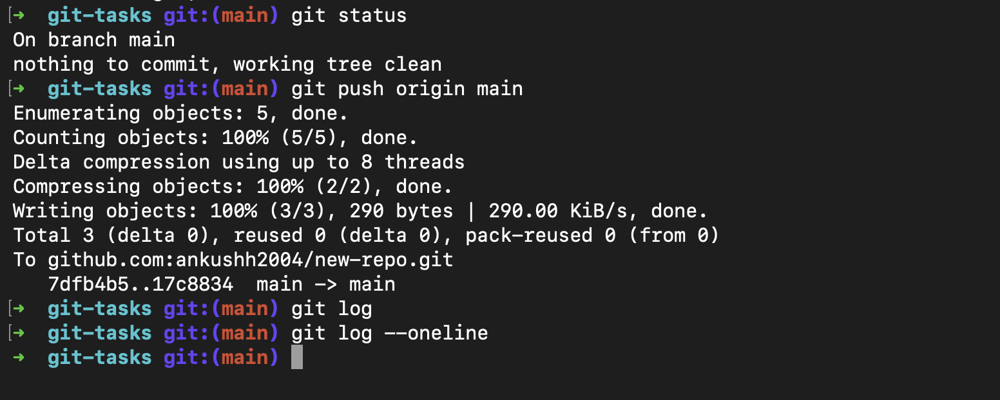 [➜  git-tasks git:(main) git status
On branch main
nothing to commit, working tree clean
[➜  git-tasks git:(main) git push origin main
Enumerating objects: 5, done.
Counting objects: 100% (5/5), done.
Delta compression using up to 8 threads
Compressing objects: 100% (2/2), done.
Writing objects: 100% (3/3), 290 bytes | 290.00 KiB/s, done.
Total 3 (delta 0), reused 0 (delta 0), pack-reused 0 (from 0)
To github.com:ankushh2004/new-repo.git
   7dfb4b5..17c8834  main -> main
[➜  git-tasks git:(main) git log
[➜  git-tasks git:(main) git log --oneline
➜  git-tasks git:(main)